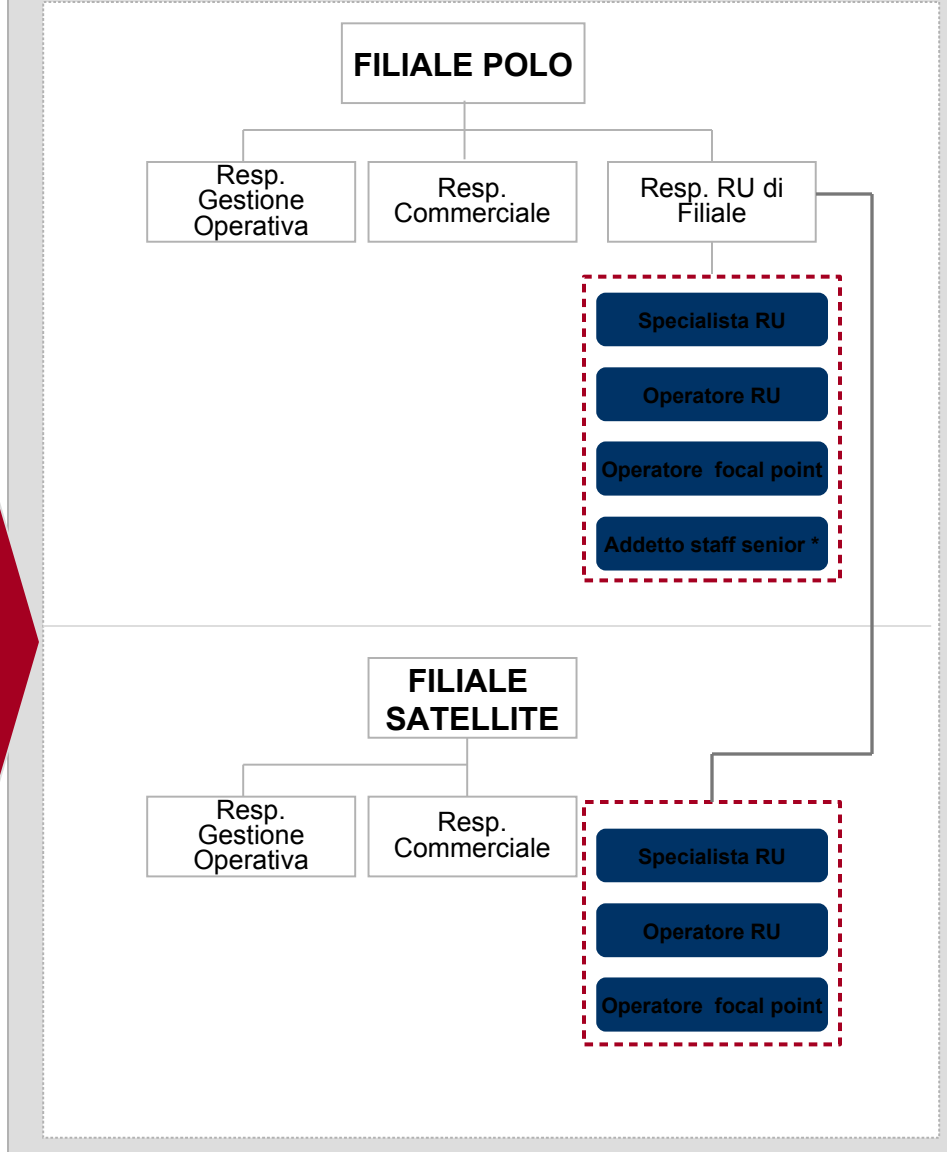 FILIALE POLO
Resp.
Gestione
Operativa
Resp.
Commerciale
Resp. RU di
Filiale
Specialista RU
Operatore RU
Operatore focal point
Addetto staff senior *
FILIALE
SATELLITE
Resp.
Gestione
Operativa
Resp.
Commerciale
Specialista RU
Operatore RU
Operatore focal point